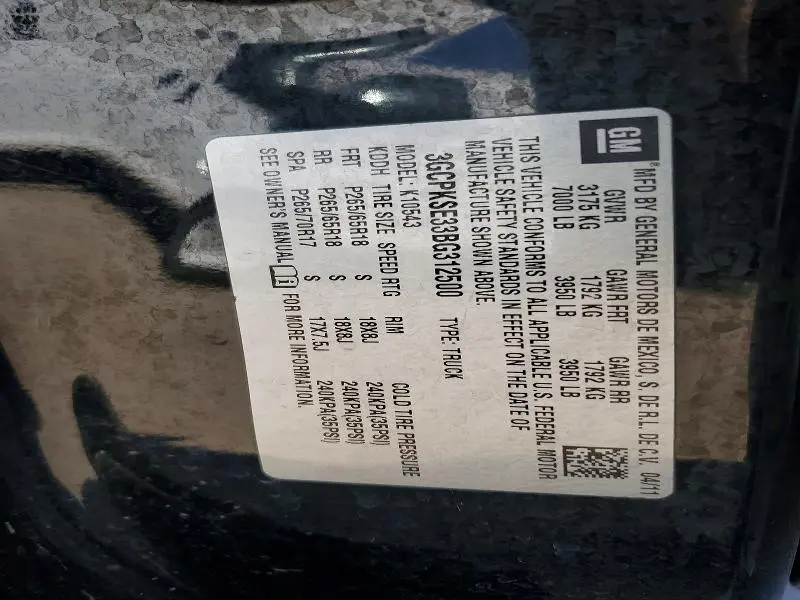 GM
®MFD BY GENERAL MOTORS DE MEXICO, S. DE R.L. DE C.V. 04/11
GVWR GAWR FRT GAWR RR
3175 KG 1792 KG 1792 KG
7000 LB 3950 LB 3950 LB
THIS VEHICLE CONFORMS TO ALL APPLICABLE U.S. FEDERAL MOTOR
VEHICLE SAFETY STANDARDS IN EFFECT ON THE DATE OF
MANUFACTURE SHOWN ABOVE.
3GCPKSE33BG372600 TYPE: TRUCK
MODEL: K10543
KDDH TIRE SIZE SPEED RTG RIM COLD TIRE PRESSURE
FRT P265/65R18 S 18X8J 240KPA(35PSI)
RR P265/65R18 S 18X8J 240KPA(35PSI)
SPA P265/70R17 S 17X7.5J 240KPA(35PSI)
SEE OWNER'S MANUAL FOR MORE INFORMATION.